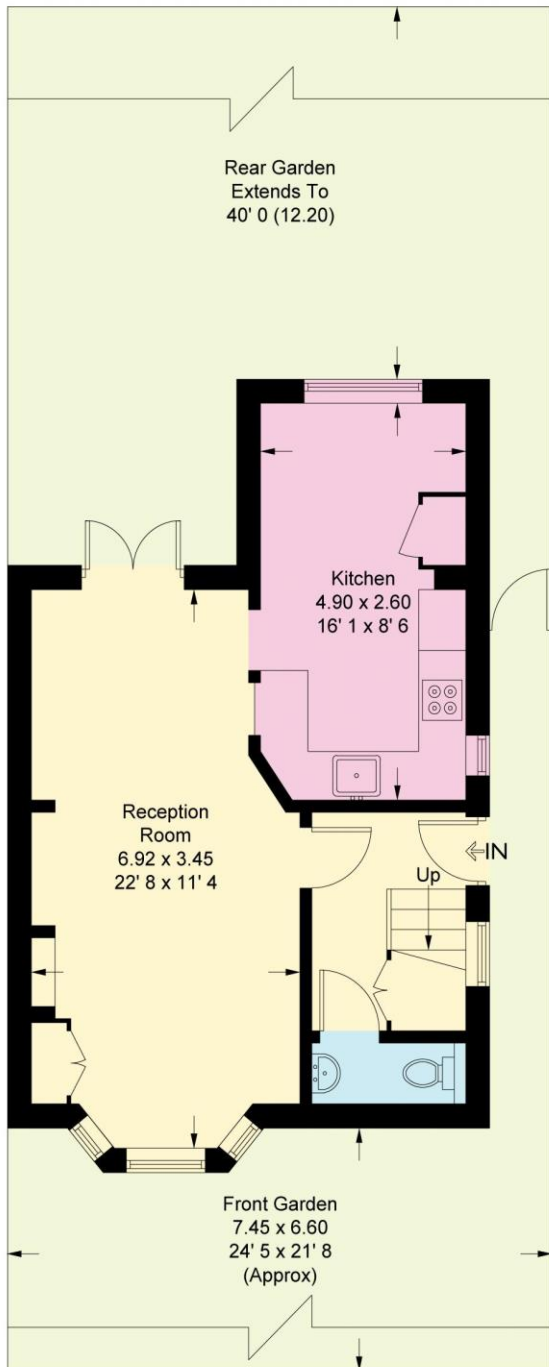 Rear Garden
Extends To
40' 0 (12.20)
Kitchen
4.90 x 2.60
16' 1 x 8' 6
Reception
Room
6.92 x 3.45
22' 8 x 11' 4
IN
Up
Front Garden
7.45 x 6.60
24' 5 x 21' 8
(Approx)